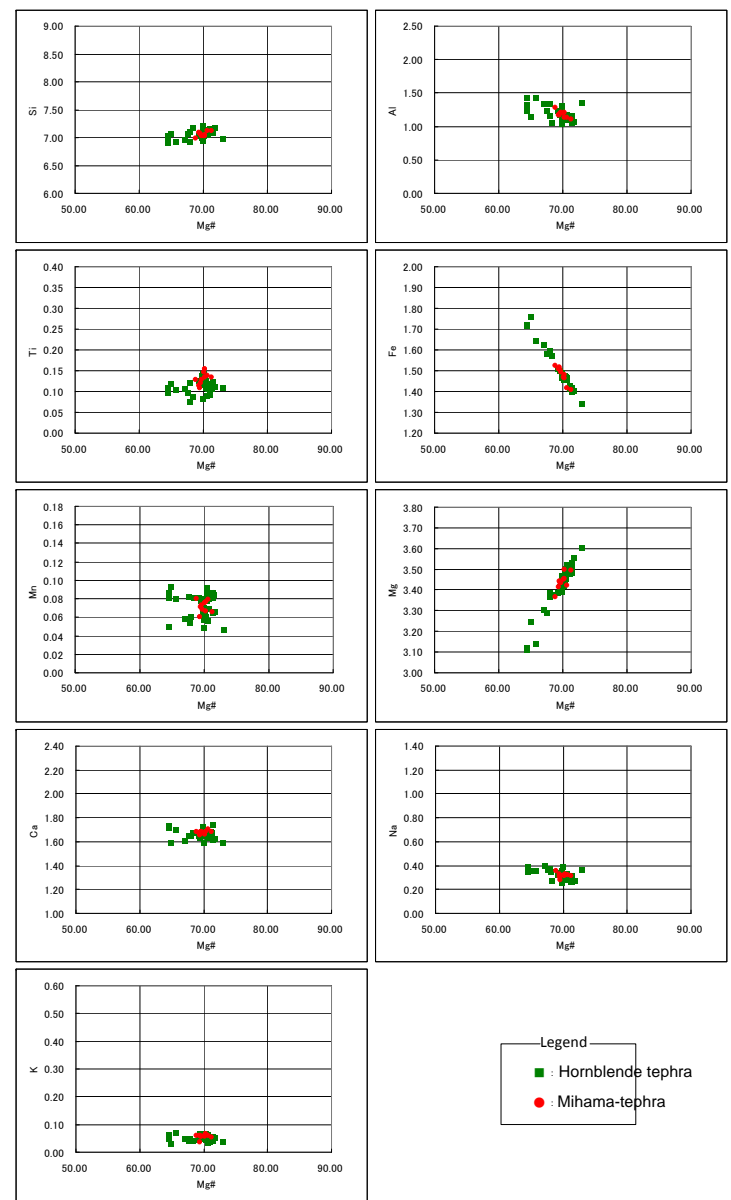 9.00
8.50
8.00
7.50
7.00
6.50
6.00
Si
50.00 60.00 70.00 80.00 90.00
Mg#
2.50
2.00
1.50
1.00
0.50
0.00
Al
50.00 60.00 70.00 80.00 90.00
Mg#
0.40
0.35
0.30
0.25
0.20
0.15
0.10
0.05
0.00
Ti
50.00 60.00 70.00 80.00 90.00
Mg#
2.00
1.90
1.80
1.70
1.60
1.50
1.40
1.30
1.20
Fe
50.00 60.00 70.00 80.00 90.00
Mg#
0.18
0.16
0.14
0.12
0.10
0.08
0.06
0.04
0.02
0.00
Mn
50.00 60.00 70.00 80.00 90.00
Mg#
3.80
3.70
3.60
3.50
3.40
3.30
3.20
3.10
3.00
Mg
50.00 60.00 70.00 80.00 90.00
Mg#
2.40
2.20
2.00
1.80
1.60
1.40
1.20
1.00
Ca
50.00 60.00 70.00 80.00 90.00
Mg#
1.40
1.20
1.00
0.80
0.60
0.40
0.20
0.00
Na
50.00 60.00 70.00 80.00 90.00
Mg#
0.60
0.50
0.40
0.30
0.20
0.10
0.00
K
50.00 60.00 70.00 80.00 90.00
Mg#
Legend
: Hornblende tephra
: Mihama-tephra